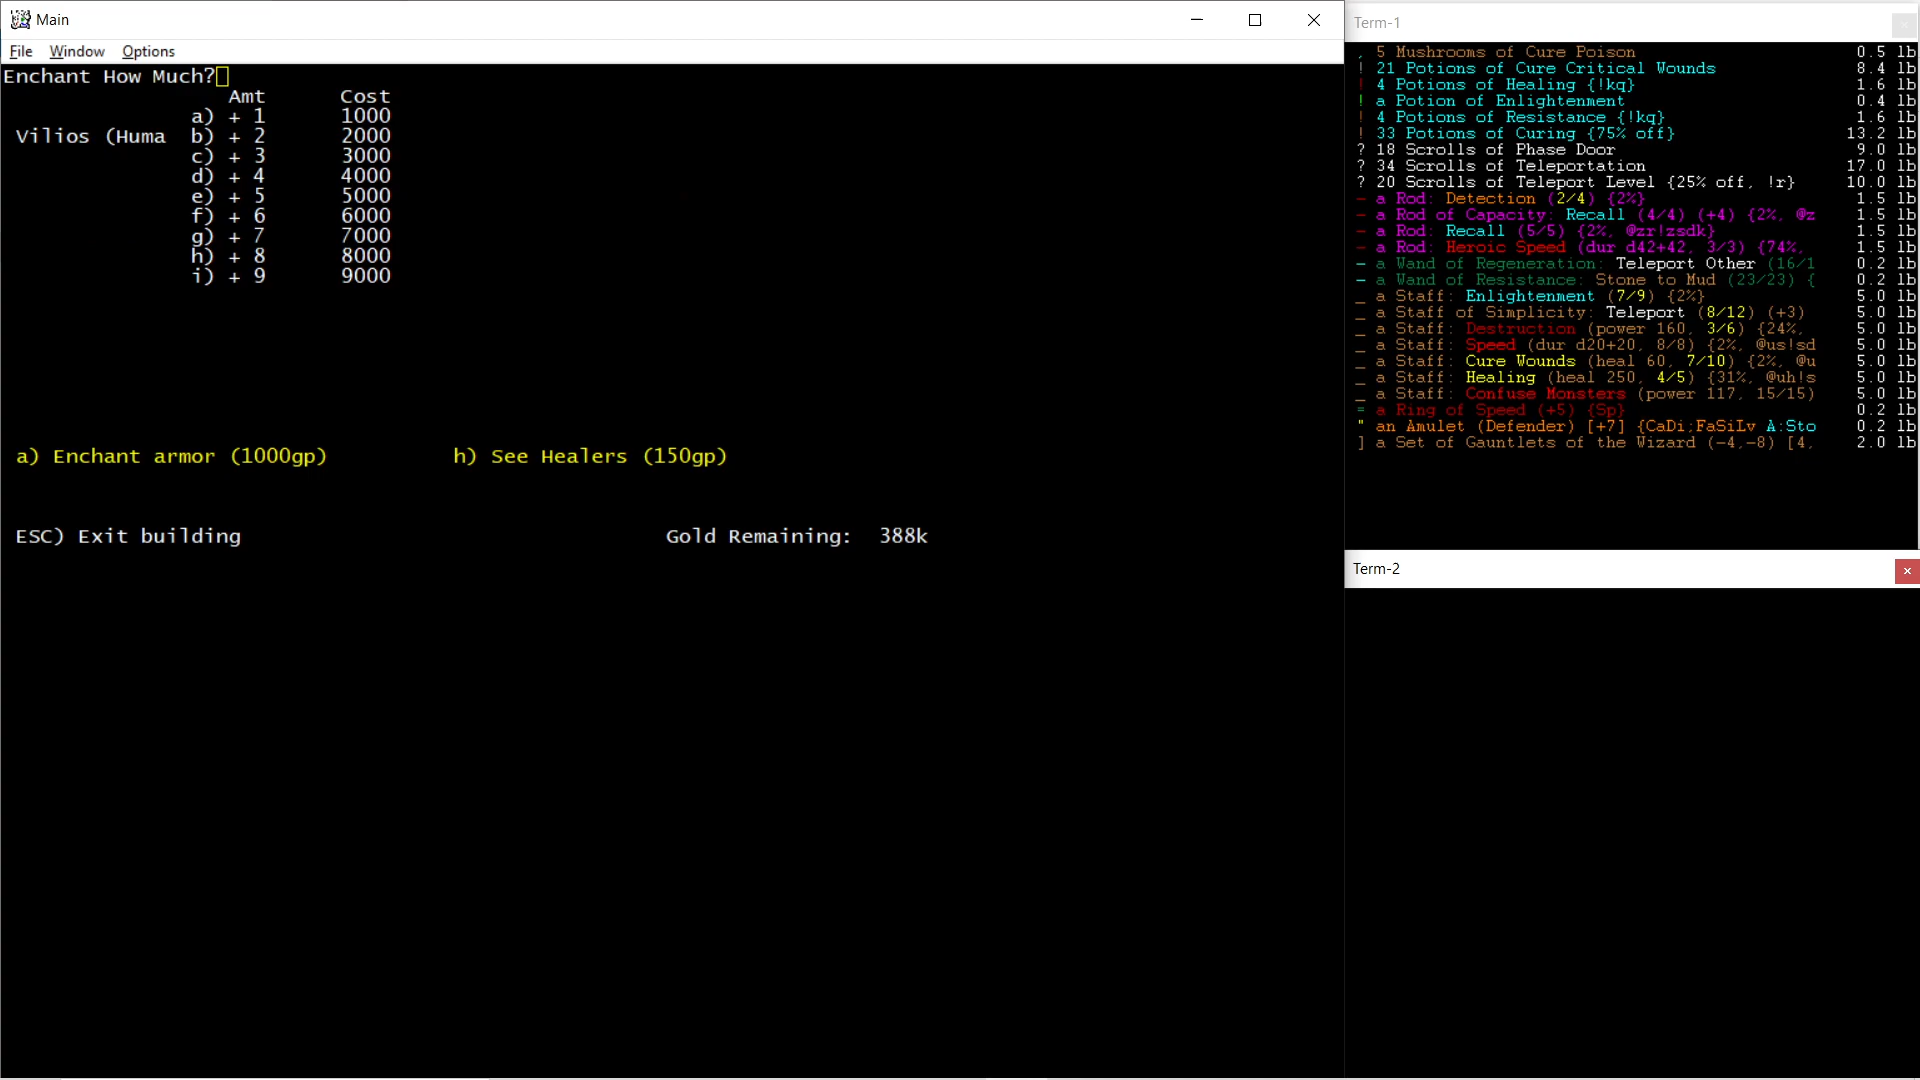 Main
File Window Options
Enchant How Much?
Amt Cost
a) + 1 1000
Vilios (Huma b) + 2 2000
c) + 3 3000
d) + 4 4000
e) + 5 5000
f) + 6 6000
g) + 7 7000
h) + 8 8000
i) + 9 9000
a) Enchant armor (1000gp) h) See Healers (150gp)
ESC) Exit building Gold Remaining: 388k
Term-1
, 5 Mushrooms of Cure Poison 0.5 lb
! 21 Potions of Cure Critical Wounds 8.4 lb
! 4 Potions of Healing {!kq} 1.6 lb
! a Potion of Enlightenment 0.4 lb
! 4 Potions of Resistance {!kq} 1.6 lb
! 33 Potions of Curing {75% off} 13.2 lb
? 18 Scrolls of Phase Door 9.0 lb
? 34 Scrolls of Teleportation 17.0 lb
? 20 Scrolls of Teleport Level {25% off, !r} 10.0 lb
- a Rod: Detection (2/4) {2%} 1.5 lb
- a Rod of Capacity: Recall (4/4) (+4) {2%, @z 1.5 lb
- a Rod: Recall (5/5) {2%, @zr!zsdk} 1.5 lb
- a Rod: Heroic Speed (dur d42+42, 3/3) {74%, 1.5 lb
- a Wand of Regeneration: Teleport Other (16/1 0.2 lb
- a Wand of Resistance: Stone to Mud (23/23) { 0.2 lb
_ a Staff: Enlightenment (7/9) {2%} 5.0 lb
_ a Staff of Simplicity: Teleport (8/12) (+3) 5.0 lb
_ a Staff: Destruction (power 160, 3/6) {24%, 5.0 lb
_ a Staff: Speed (dur d20+20, 8/8) {2%, @us!sd 5.0 lb
_ a Staff: Cure Wounds (heal 60, 7/10) {2%, @u 5.0 lb
_ a Staff: Healing (heal 250, 4/5) {31%, @uh!s 5.0 lb
_ a Staff: Confuse Monsters (power 117, 15/15) 5.0 lb
= a Ring of Speed (+5) {Sp} 0.2 lb
" an Amulet (Defender) [+7] {CaDi;FaSiLv A:Sto 0.2 lb
] a Set of Gauntlets of the Wizard (-4,-8) [4, 2.0 lb
Term-2